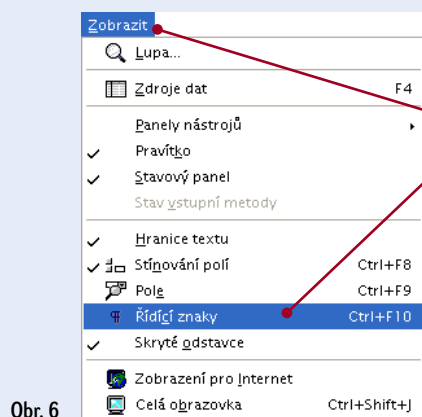 Zobrazit
Lupa...
Zdroje dat F4
Panely nástrojů
Pravítko
Stavový panel
Stav vstupní metody
Hranice textu
Stínování polí Ctrl+F8
Pole Ctrl+F9
Řídící znaky Ctrl+F10
Skryté odstavce
Zobrazení pro Internet
Celá obrazovka Ctrl+Shift+J
Obr. 6